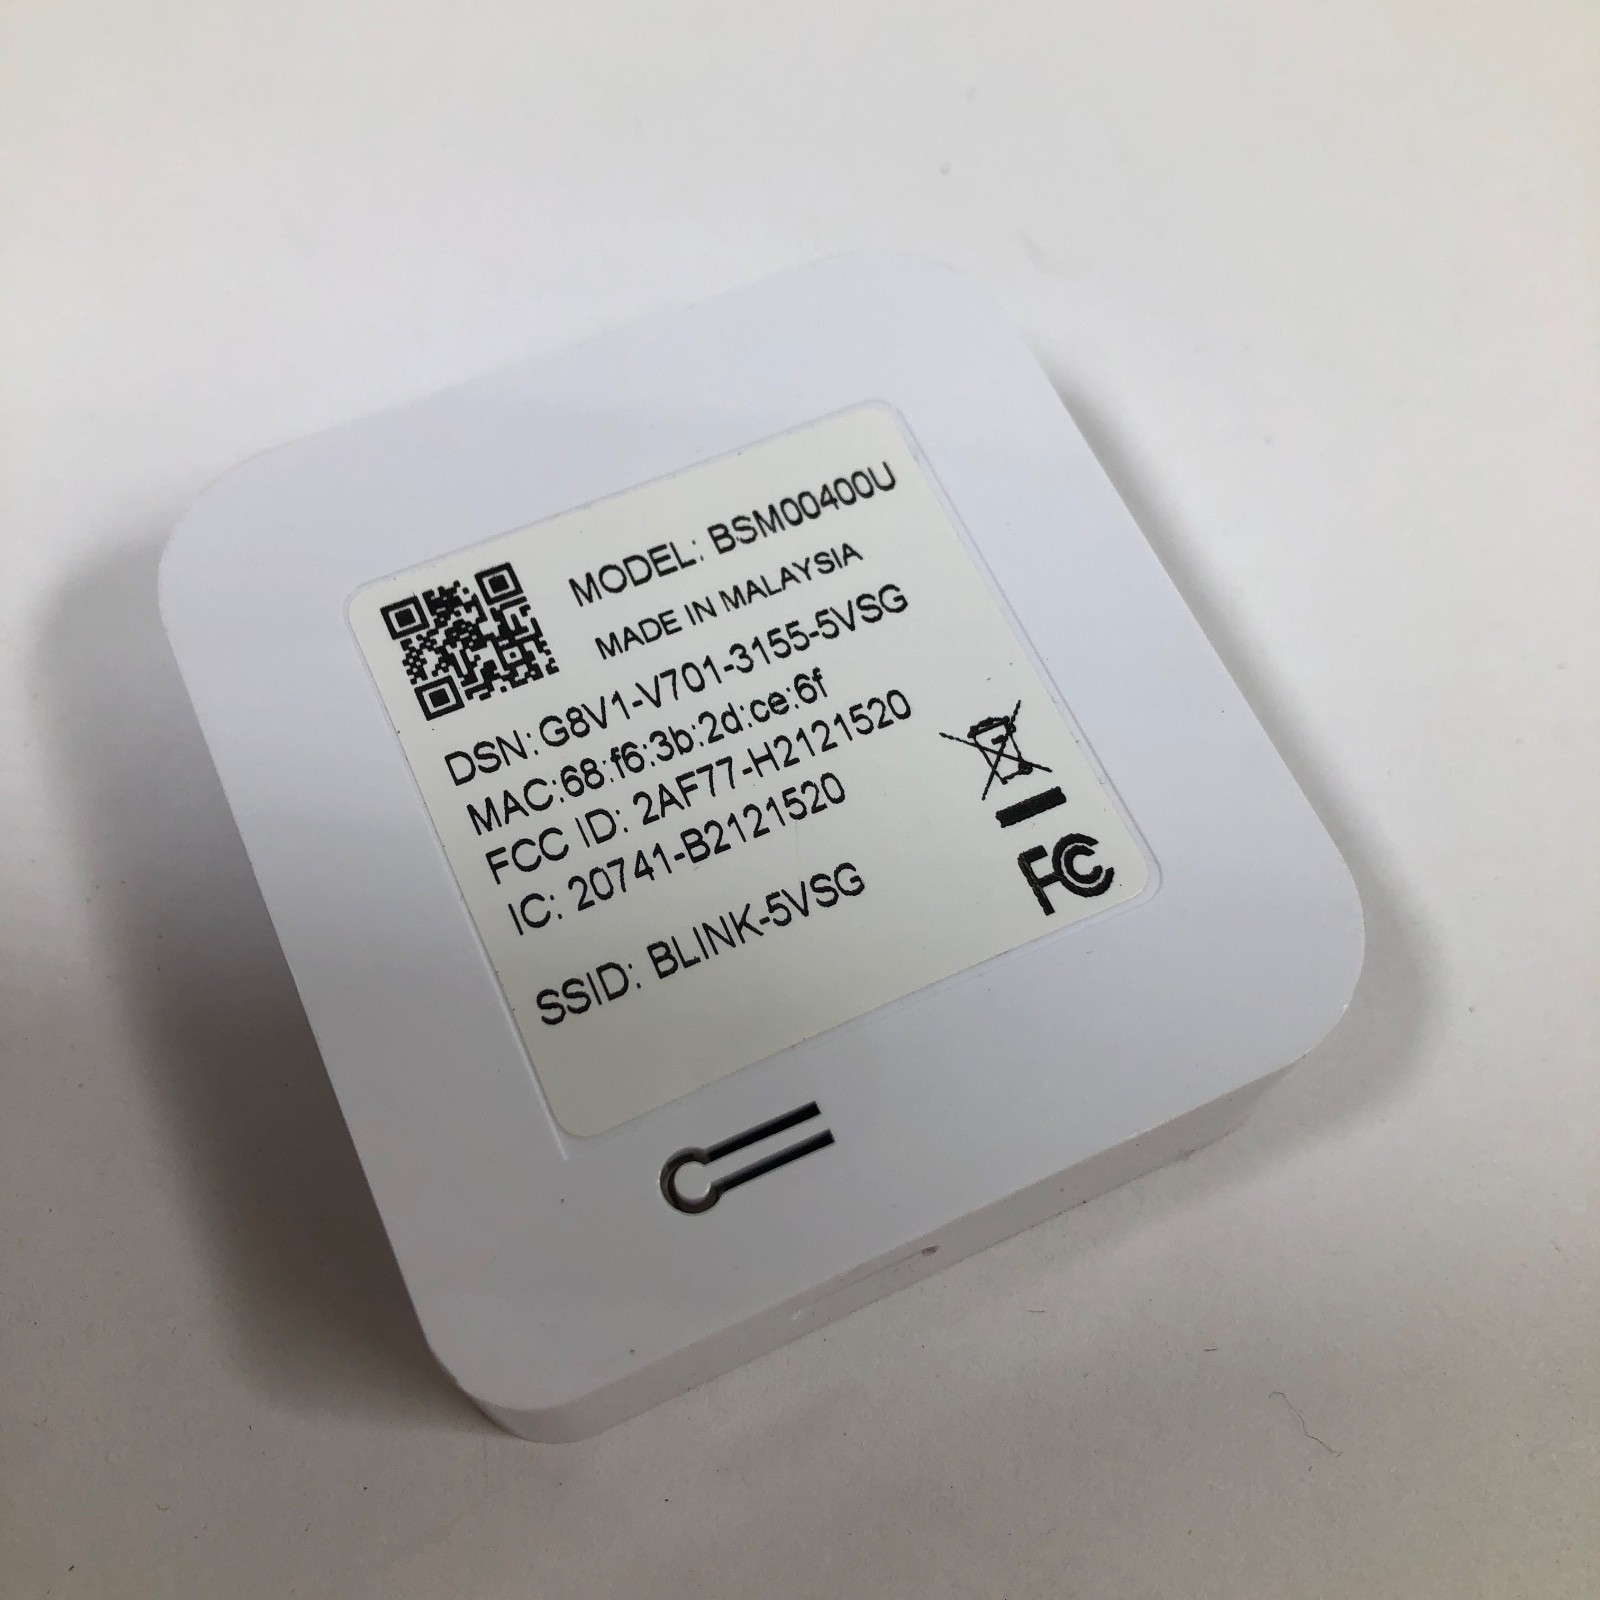 MODEL: BSM00400U
MADE IN MALAYSIA
DSN:G8V1-V701-3155-5VSG
MAC:68:f6:3b:2d:ce:6f
FCC ID: 2AF77-H2121520
IC: 20741-B2121520
SSID: BLINK-5VSG
FC